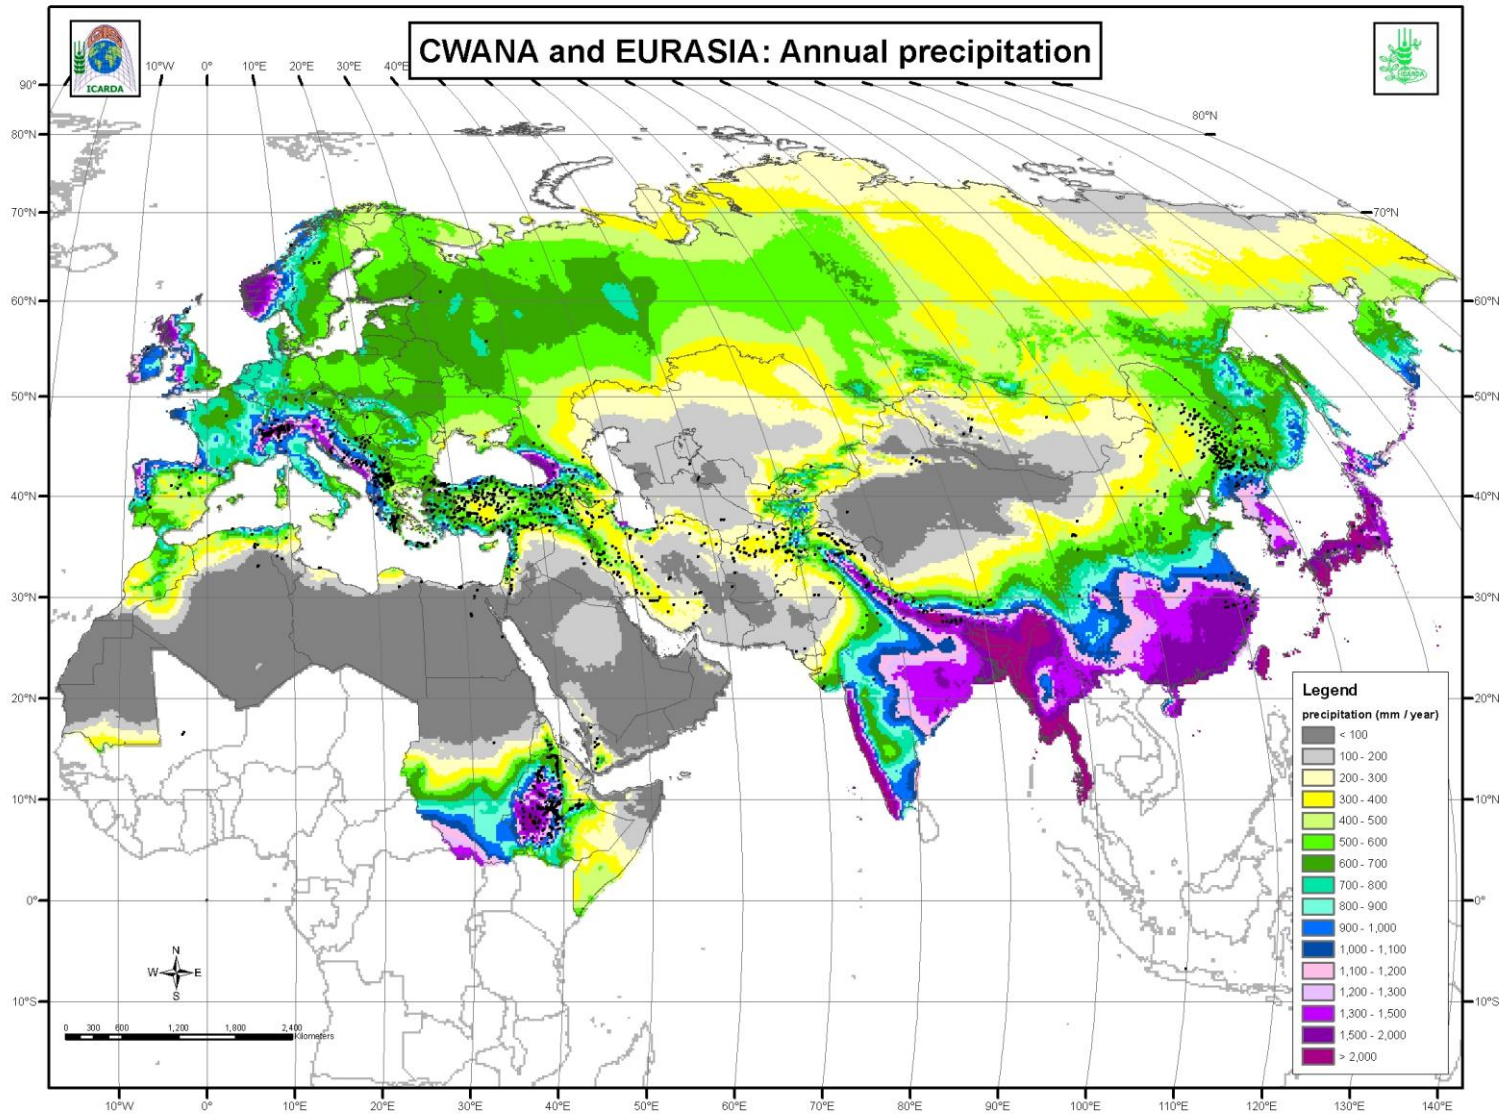 CWANA and EURASIA: Annual precipitation
ICARDA
ICARDA
10°W 0° 10°E 20°E 30°E 40°E
90°
80°N
80°N
70°N
70°N
60°N
60°N
50°N
50°N
40°N
40°N
30°N
30°N
20°N
20°N
10°N
10°N
0°
0°
10°S
10°S
Legend
precipitation (mm / year)
< 100
100 - 200
200 - 300
300 - 400
400 - 500
500 - 600
600 - 700
700 - 800
800 - 900
900 - 1,000
1,000 - 1,100
1,100 - 1,200
1,200 - 1,300
1,300 - 1,500
1,500 - 2,000
> 2,000
N
W E
S
0 300 600 1,200 1,800 2,400
Kilometers
10°W 0° 10°E 20°E 30°E 40°E 50°E 60°E 70°E 80°E 90°E 100°E 110°E 120°E 130°E 140°E